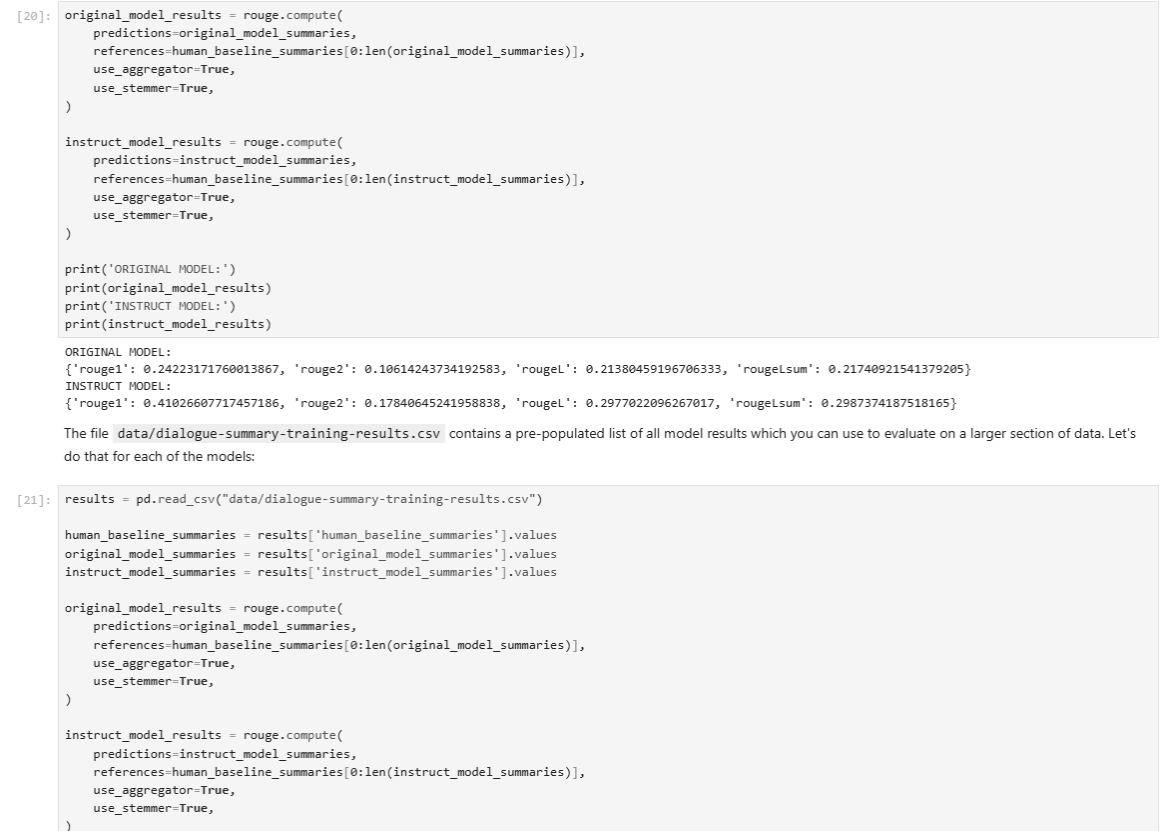 [20]: original_model_results = rouge.compute(
    predictions=original_model_summaries,
    references=human_baseline_summaries[0:len(original_model_summaries)],
    use_aggregator=True,
    use_stemmer=True,
)

instruct_model_results = rouge.compute(
    predictions=instruct_model_summaries,
    references=human_baseline_summaries[0:len(instruct_model_summaries)],
    use_aggregator=True,
    use_stemmer=True,
)

print('ORIGINAL MODEL:')
print(original_model_results)
print('INSTRUCT MODEL:')
print(instruct_model_results)
ORIGINAL MODEL:
{'rouge1': 0.24223171760013867, 'rouge2': 0.10614243734192583, 'rougeL': 0.21380459196706333, 'rougeLsum': 0.21740921541379205}
INSTRUCT MODEL:
{'rouge1': 0.41026607717457186, 'rouge2': 0.17840645241958838, 'rougeL': 0.2977022096267017, 'rougeLsum': 0.2987374187518165}
The file data/dialogue-summary-training-results.csv contains a pre-populated list of all model results which you can use to evaluate on a larger section of data. Let's
do that for each of the models:
[21]: results = pd.read_csv("data/dialogue-summary-training-results.csv")

human_baseline_summaries = results['human_baseline_summaries'].values
original_model_summaries = results['original_model_summaries'].values
instruct_model_summaries = results['instruct_model_summaries'].values

original_model_results = rouge.compute(
    predictions=original_model_summaries,
    references=human_baseline_summaries[0:len(original_model_summaries)],
    use_aggregator=True,
    use_stemmer=True,
)

instruct_model_results = rouge.compute(
    predictions=instruct_model_summaries,
    references=human_baseline_summaries[0:len(instruct_model_summaries)],
    use_aggregator=True,
    use_stemmer=True,
)